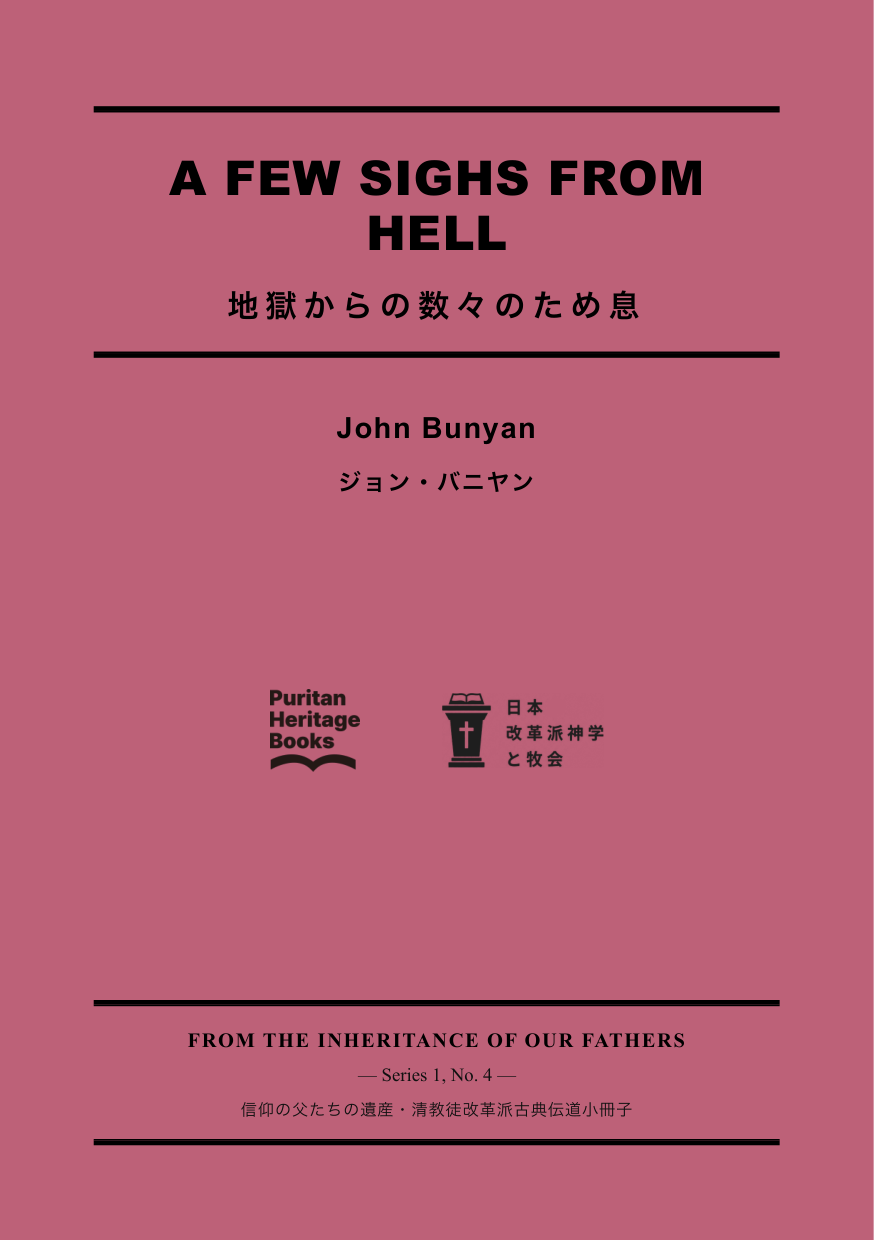 A FEW SIGHS FROM
HELL
地獄からの数々のため息
John Bunyan
ジョン・バニヤン
Puritan
Heritage
Books
日本
改革派神学
と牧会
FROM THE INHERITANCE OF OUR FATHERS
— Series 1, No. 4 —
信仰の父たちの遺産・清教徒改革派古典伝道小冊子